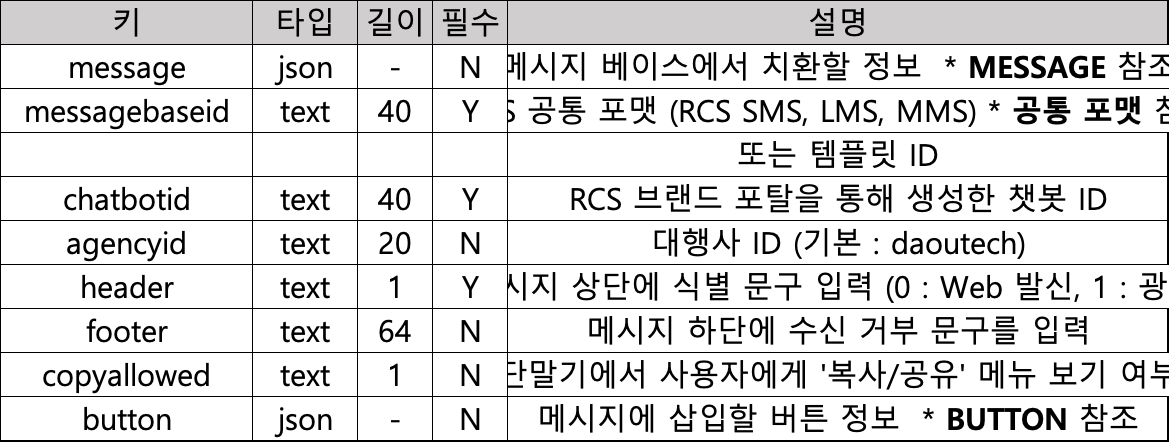 키 타입 길이 필수 설명
message json - N 메시지 베이스에서 치환할 정보 * MESSAGE 참조
messagebaseid text 40 Y 공통 포맷 (RCS SMS, LMS, MMS) * 공통 포맷
또는 템플릿 ID
chatbotid text 40 Y RCS 브랜드 포탈을 통해 생성한 챗봇 ID
agencyid text 20 N 대행사 ID (기본 : daoutech)
header text 1 Y 시지 상단에 식별 문구 입력 (0 : Web 발신, 1 : 광
footer text 64 N 메시지 하단에 수신 거부 문구를 입력
copyallowed text 1 N 단말기에서 사용자에게 '복사/공유' 메뉴 보기 여부
button json - N 메시지에 삽입할 버튼 정보 * BUTTON 참조